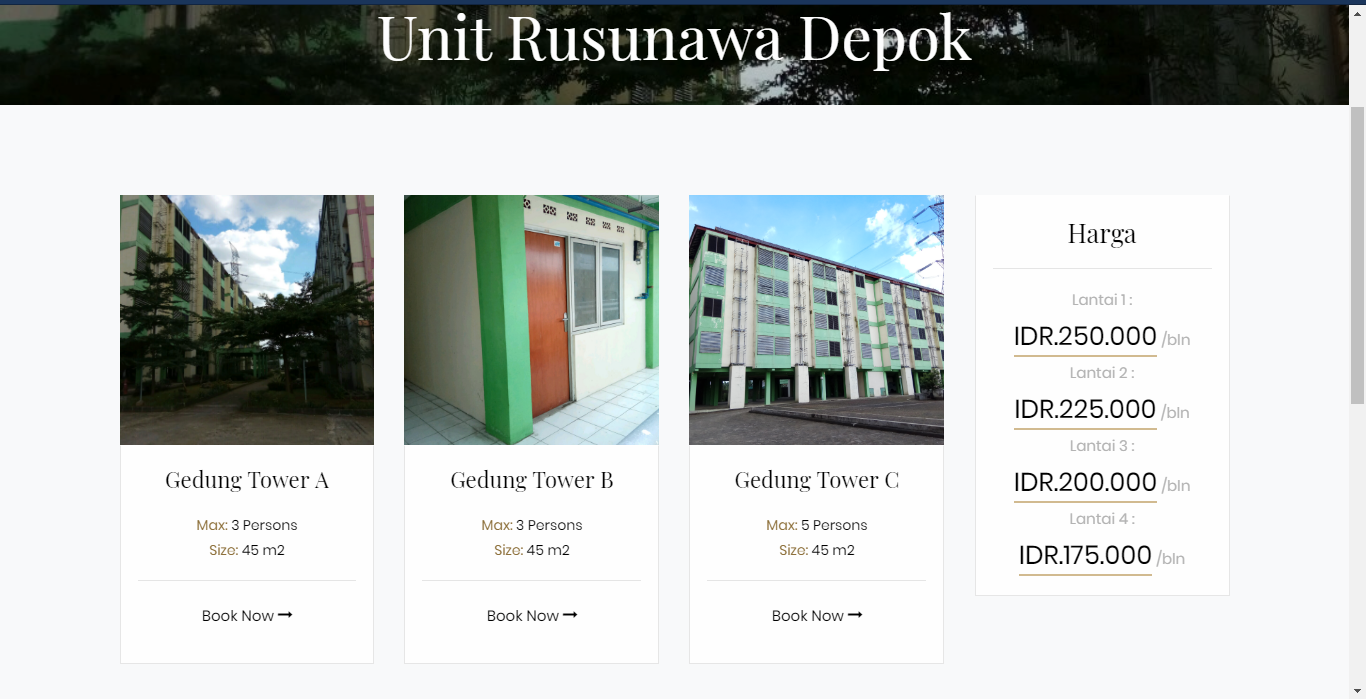 Unit Rusunawa Depok
Gedung Tower A
Max: 3 Persons
Size: 45 m2
Book Now
Gedung Tower B
Max: 3 Persons
Size: 45 m2
Book Now
Gedung Tower C
Max: 5 Persons
Size: 45 m2
Book Now
Harga
Lantai 1 :
IDR.250.000 /bln
Lantai 2 :
IDR.225.000 /bln
Lantai 3 :
IDR.200.000 /bln
Lantai 4 :
IDR.175.000 /bln